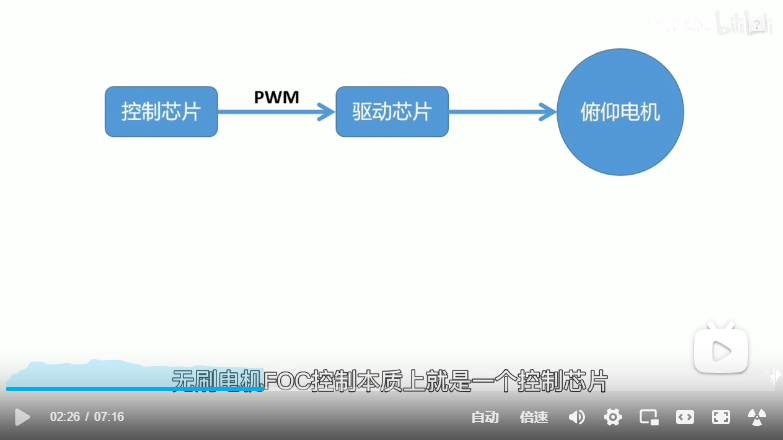 bilibili
PWM
控制芯片
驱动芯片
俯仰电机
无刷电机FOC控制本质上就是一个控制芯片
02:26 / 07:16
自动
倍速